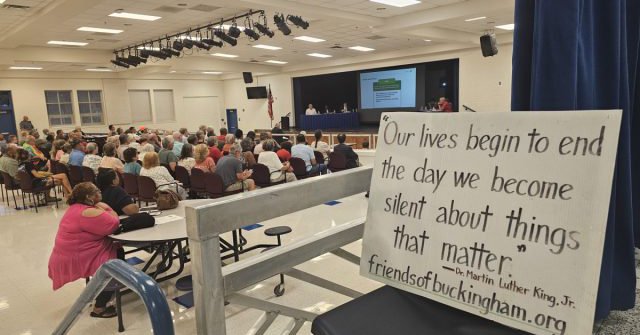 "Our lives begin to end
the day we become
silent about things
that matter."
- Dr. Martin Luther King, Jr.
friendsofbuckingham.org